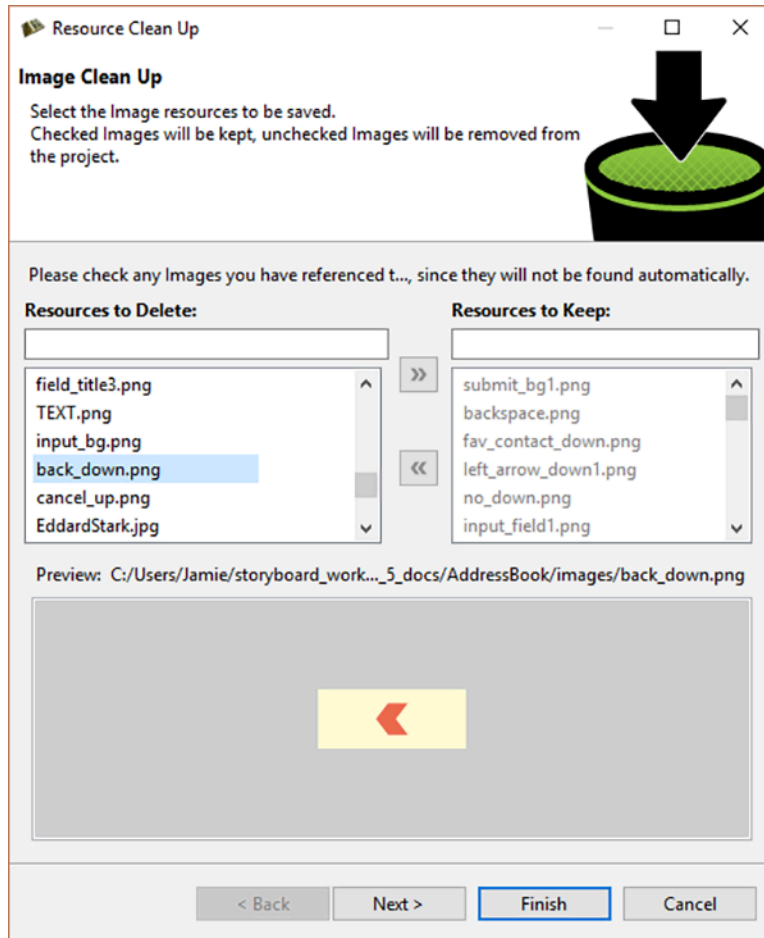 Resource Clean Up
Image Clean Up
Select the Image resources to be saved.
Checked Images will be kept, unchecked Images will be removed from
the project.
Please check any Images you have referenced t..., since they will not be found automatically.
Resources to Delete:
Resources to Keep:
field_title3.png
TEXT.png
input_bg.png
back_down.png
cancel_up.png
EddardStark.jpg
>>
<<
submit_bg1.png
backspace.png
fav_contact_down.png
left_arrow_down1.png
no_down.png
input_field1.png
Preview: C:/Users/Jamie/storyboard_work..._5_docs/AddressBook/images/back_down.png
< Back
Next >
Finish
Cancel